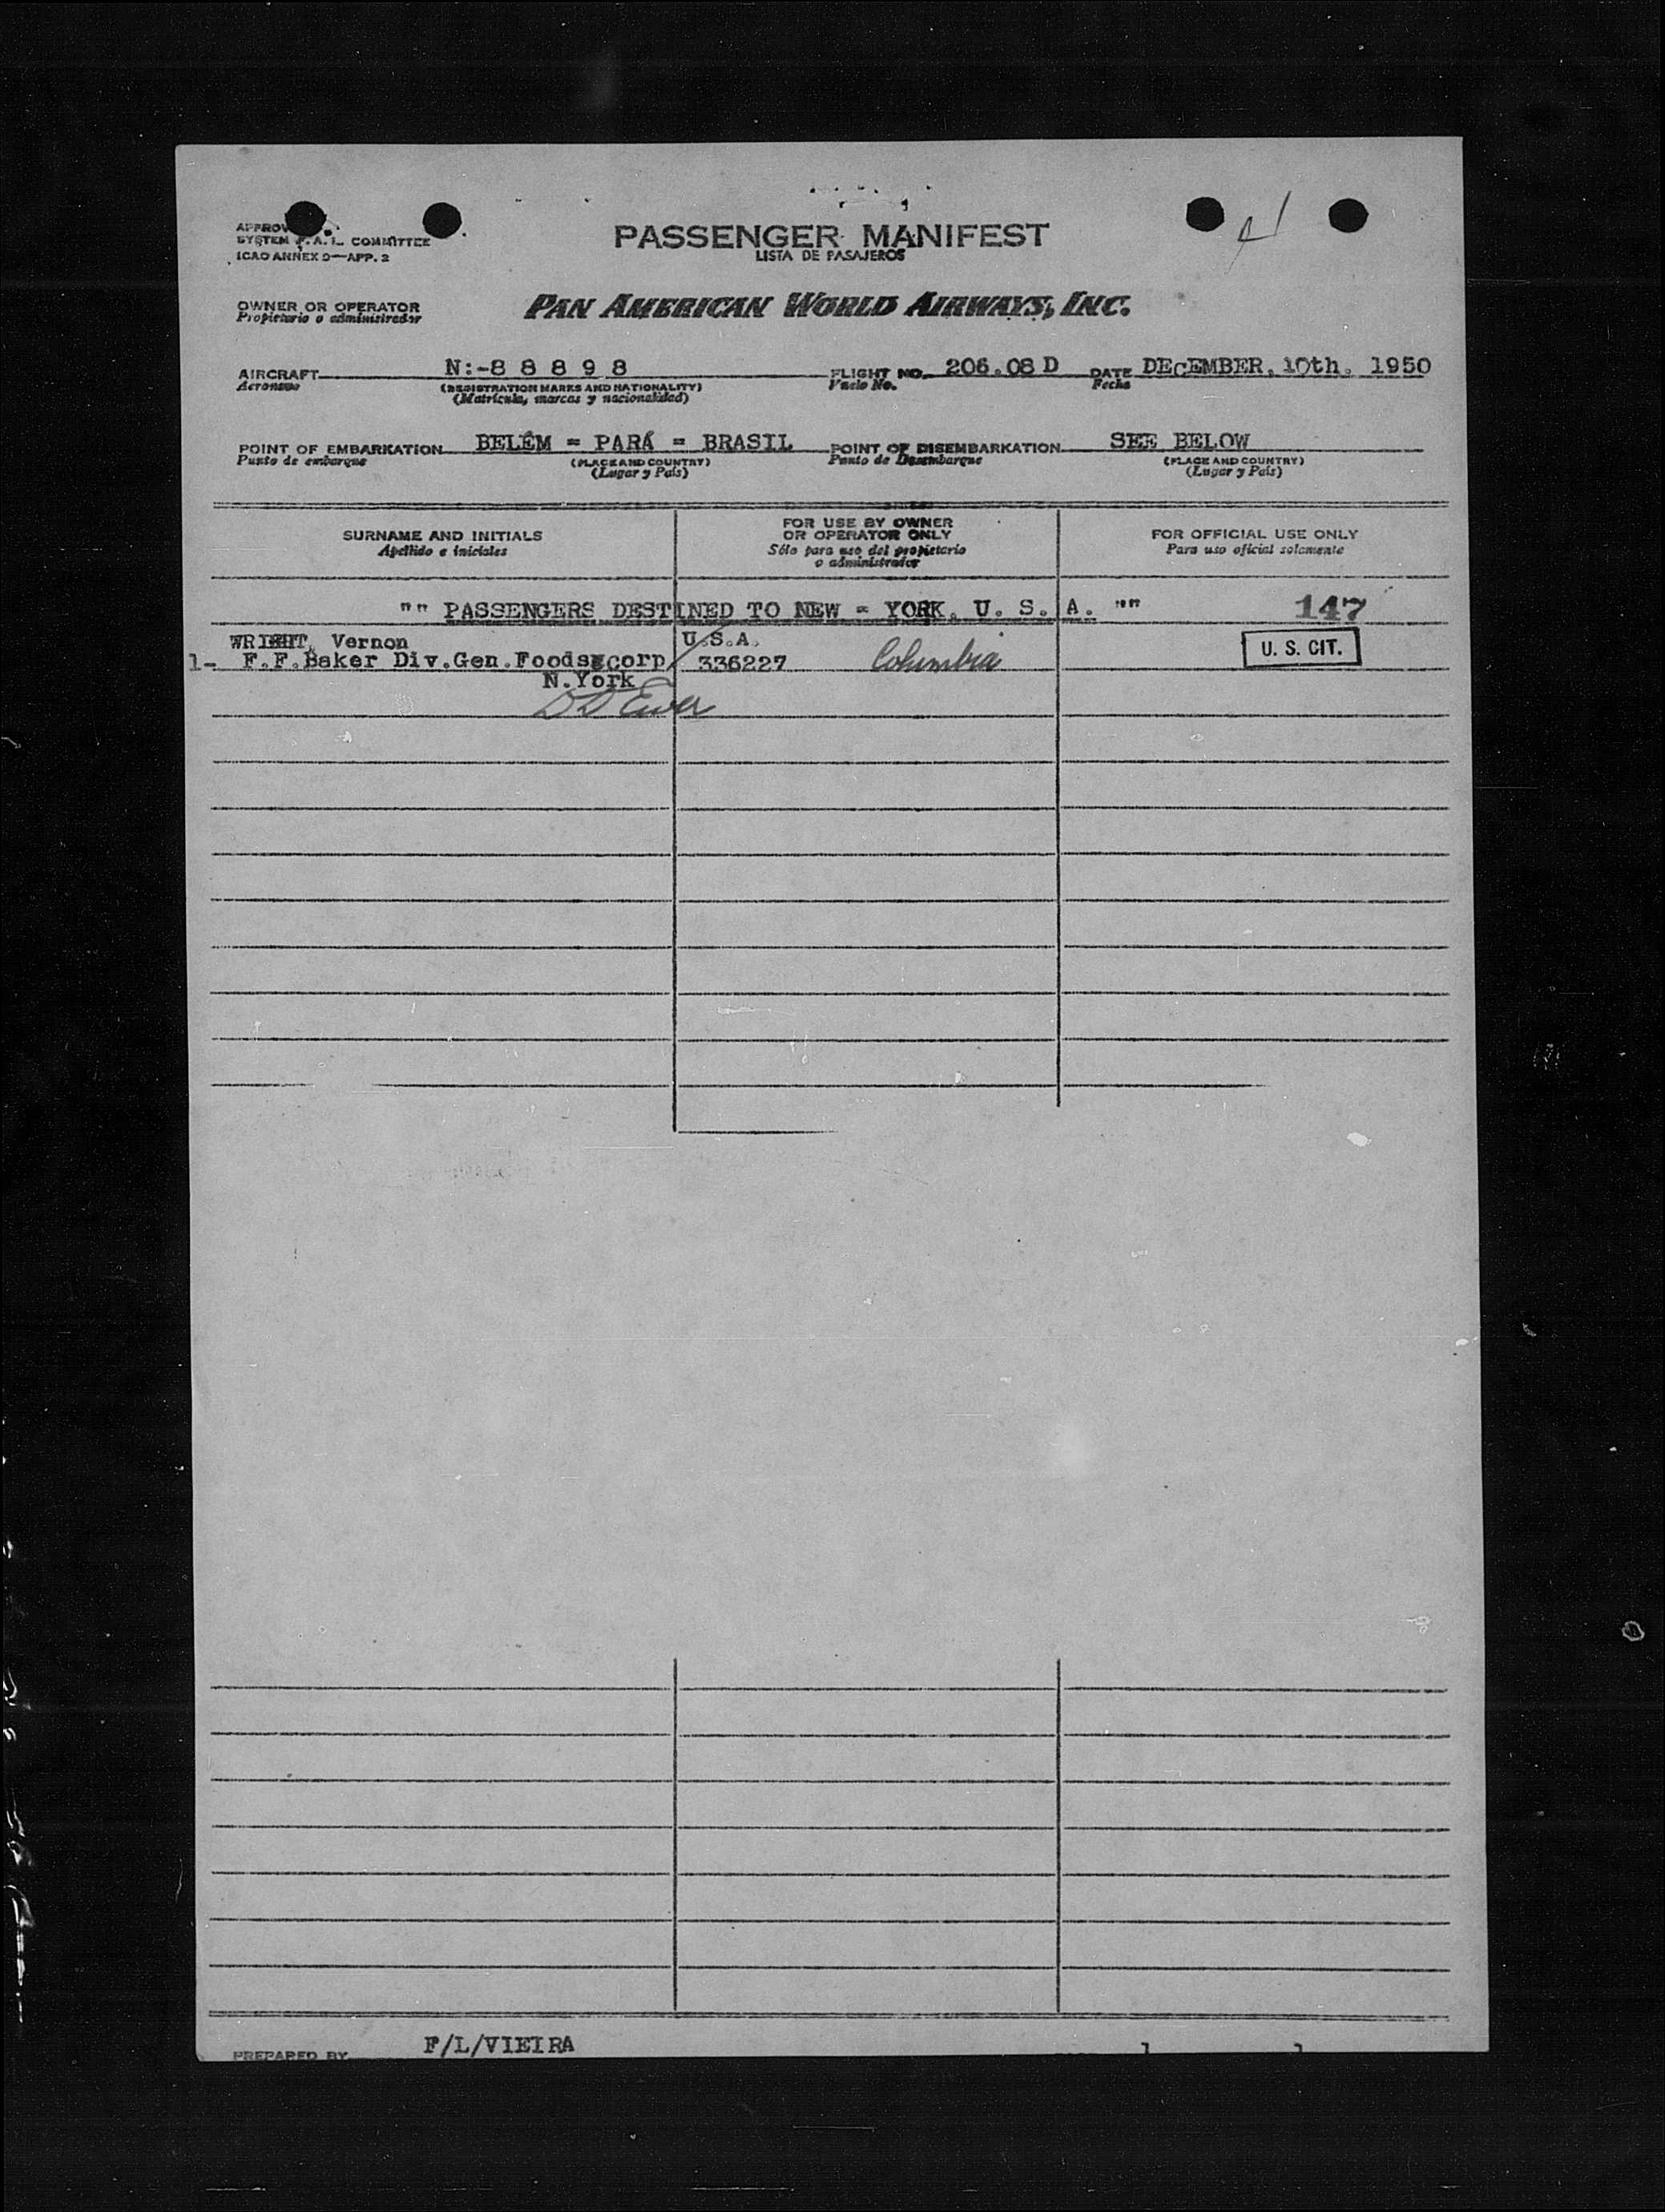 PASSENGER MANIFEST
LISTA DE PASAJEROS
SYSTEM F.A.L. COMMITTEE
ICAO ANNEX 9—APP. 2
OWNER OR OPERATOR PAN AMERICAN WORLD AIRWAYS, INC.
Propietario o administrador
AIRCRAFT N:-8 8 8 9 8 FLIGHT NO. 206.08 D DATE DECEMBER, 10th. 1950
Aeronave (REGISTRATION MARKS AND NATIONALITY) Vuelo No. Fecha
(Matrícula, marcas y nacionalidad)
POINT OF EMBARKATION BELÉM = PARÁ = BRASIL POINT OF DISEMBARKATION SEE BELOW
Punto de embarque (PLACE AND COUNTRY) Punto de Desembarque (PLACE AND COUNTRY)
(Lugar y País) (Lugar y País)
SURNAME AND INITIALS FOR USE BY OWNER OR OPERATOR ONLY FOR OFFICIAL USE ONLY
Apellido e iniciales Sólo para uso del propietario o administrador Para uso oficial solamente
"" PASSENGERS DESTINED TO NEW = YORK, U. S. A. "" 147
WRIGHT, Vernon U.S.A.
1- F.F.Baker Div.Gen.Foods corp 336227 Columbia U. S. CIT.
N.York
PREPARED BY F/L/VIEIRA